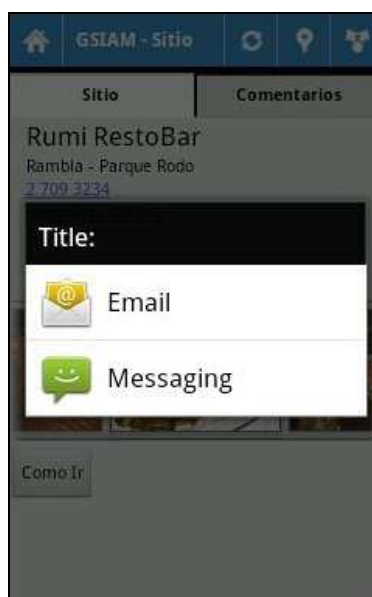 GSIAM - Sitio
Sitio Comentarios
Rumi RestoBar
Rambla - Parque Rodo
2 709 3234
Title:
Email
Messaging
Como Ir